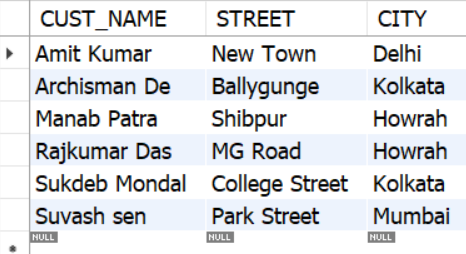 CUST_NAME STREET CITY
Amit Kumar New Town Delhi
Archisman De Ballygunge Kolkata
Manab Patra Shibpur Howrah
Rajkumar Das MG Road Howrah
Sukdeb Mondal College Street Kolkata
Suvash sen Park Street Mumbai
NULL NULL NULL